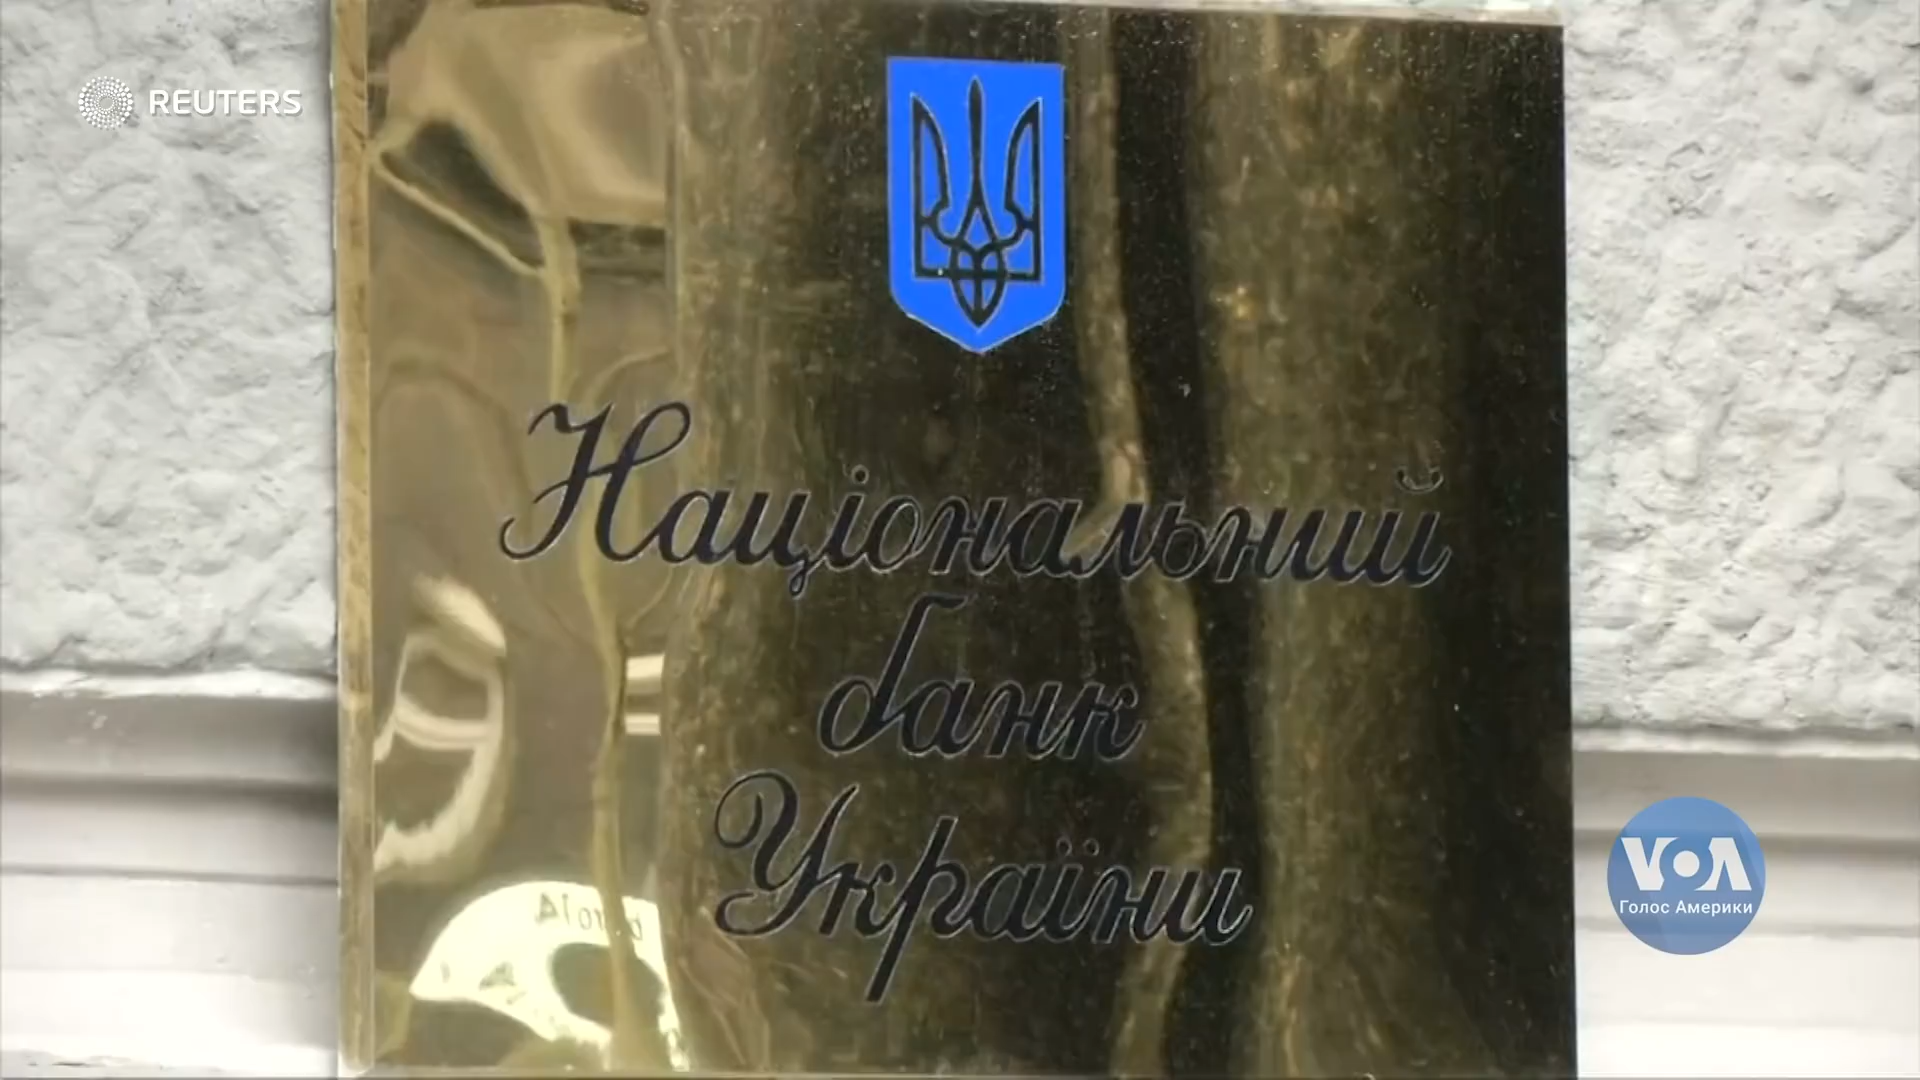 REUTERS
Національний
банк
України
VOA
Голос Америки